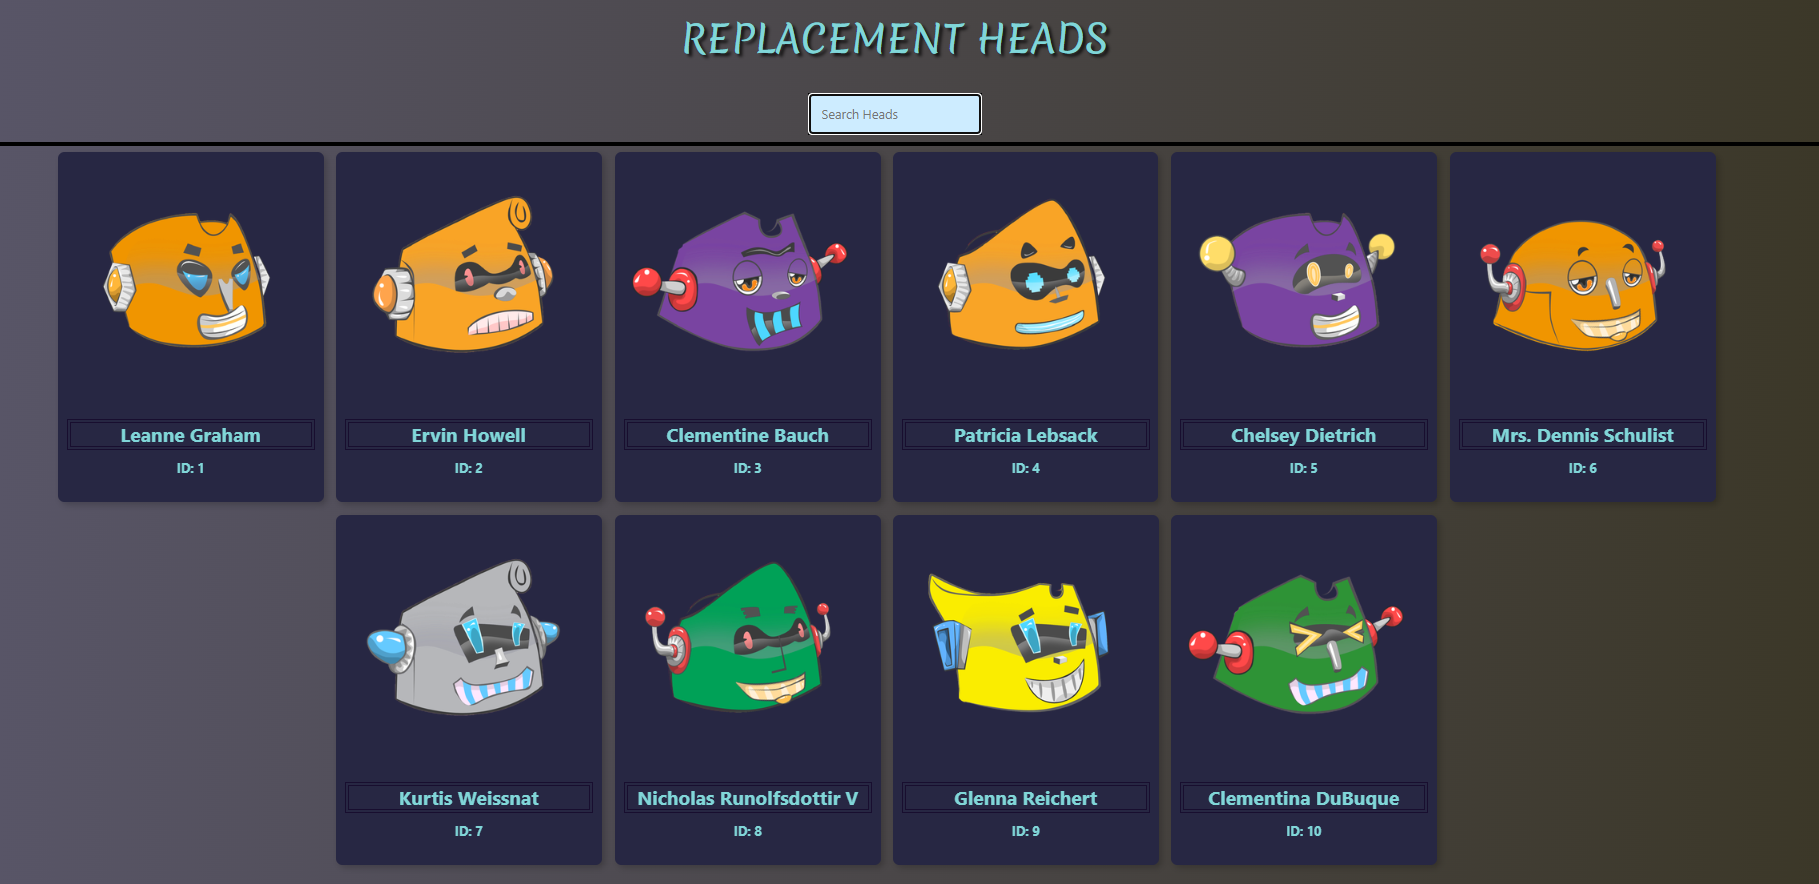 REPLACEMENT HEADS
Search Heads
Leanne Graham
ID: 1
Ervin Howell
ID: 2
Clementine Bauch
ID: 3
Patricia Lebsack
ID: 4
Chelsey Dietrich
ID: 5
Mrs. Dennis Schulist
ID: 6
Kurtis Weissnat
ID: 7
Nicholas Runolfsdottir V
ID: 8
Glenna Reichert
ID: 9
Clementina DuBuque
ID: 10